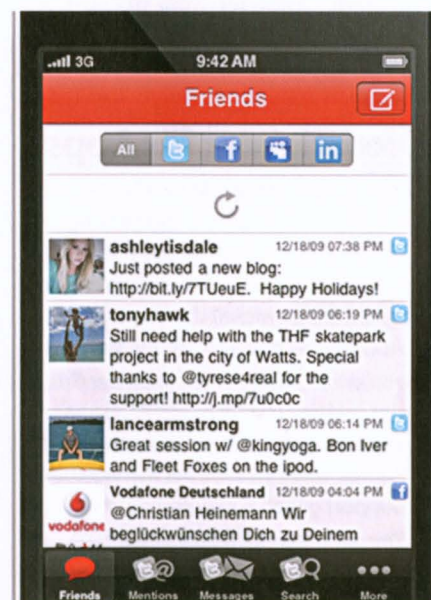 3G 9:42 AM
Friends
All
ashleytisdale 12/18/09 07:38 PM
Just posted a new blog:
http://bit.ly/7TUeuE. Happy Holidays!
tonyhawk 12/18/09 06:19 PM
Still need help with the THF skatepark
project in the city of Watts. Special
thanks to @tyrese4real for the
support! http://j.mp/7u0c0c
lancearmstrong 12/18/09 06:14 PM
Great session w/ @kingyoga. Bon Iver
and Fleet Foxes on the ipod.
Vodafone Deutschland 12/18/09 04:04 PM
@Christian Heinemann Wir
vodafone beglückwünschen Dich zu Deinem
Friends Mentions Messages Search More